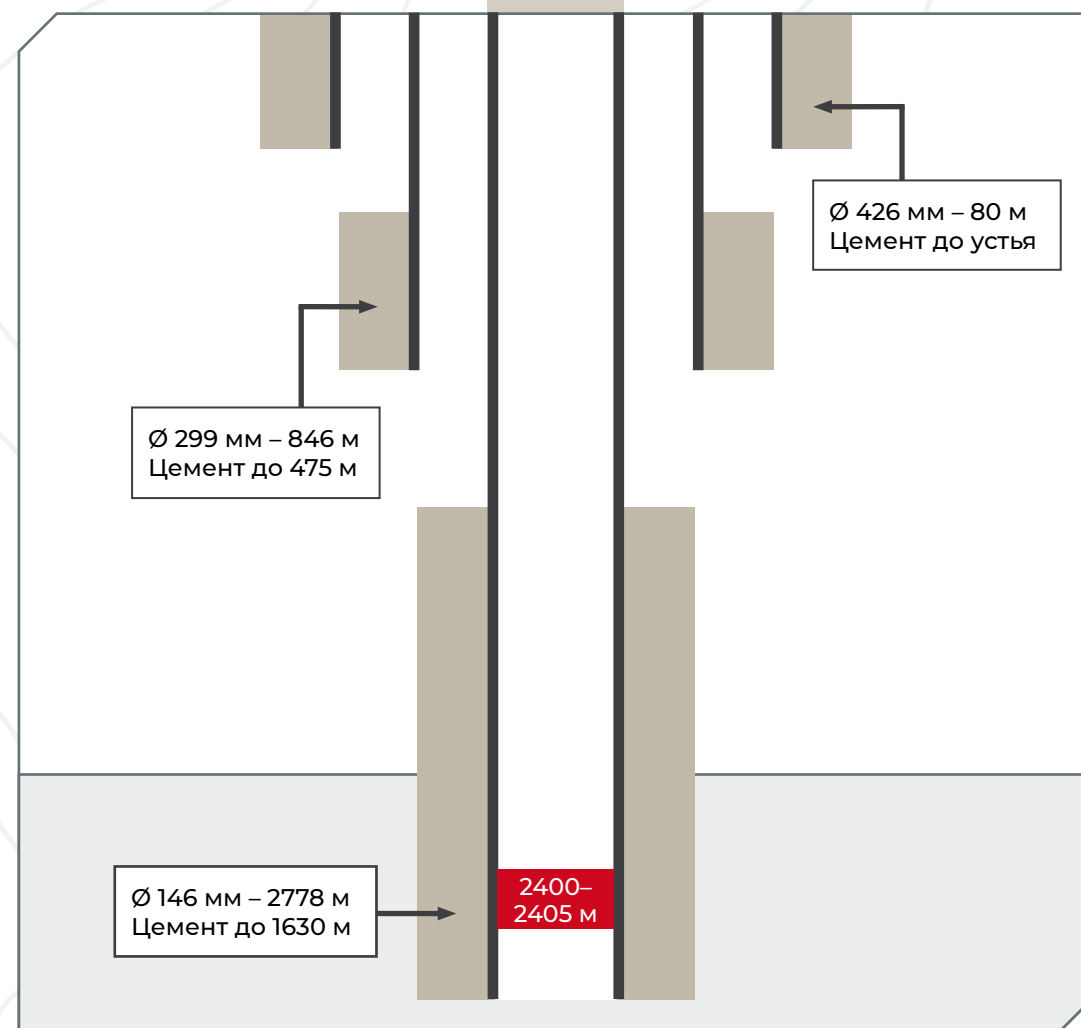 Ø 426 мм – 80 м
Цемент до устья
Ø 299 мм – 846 м
Цемент до 475 м
Ø 146 мм – 2778 м
Цемент до 1630 м
2400–
2405 м